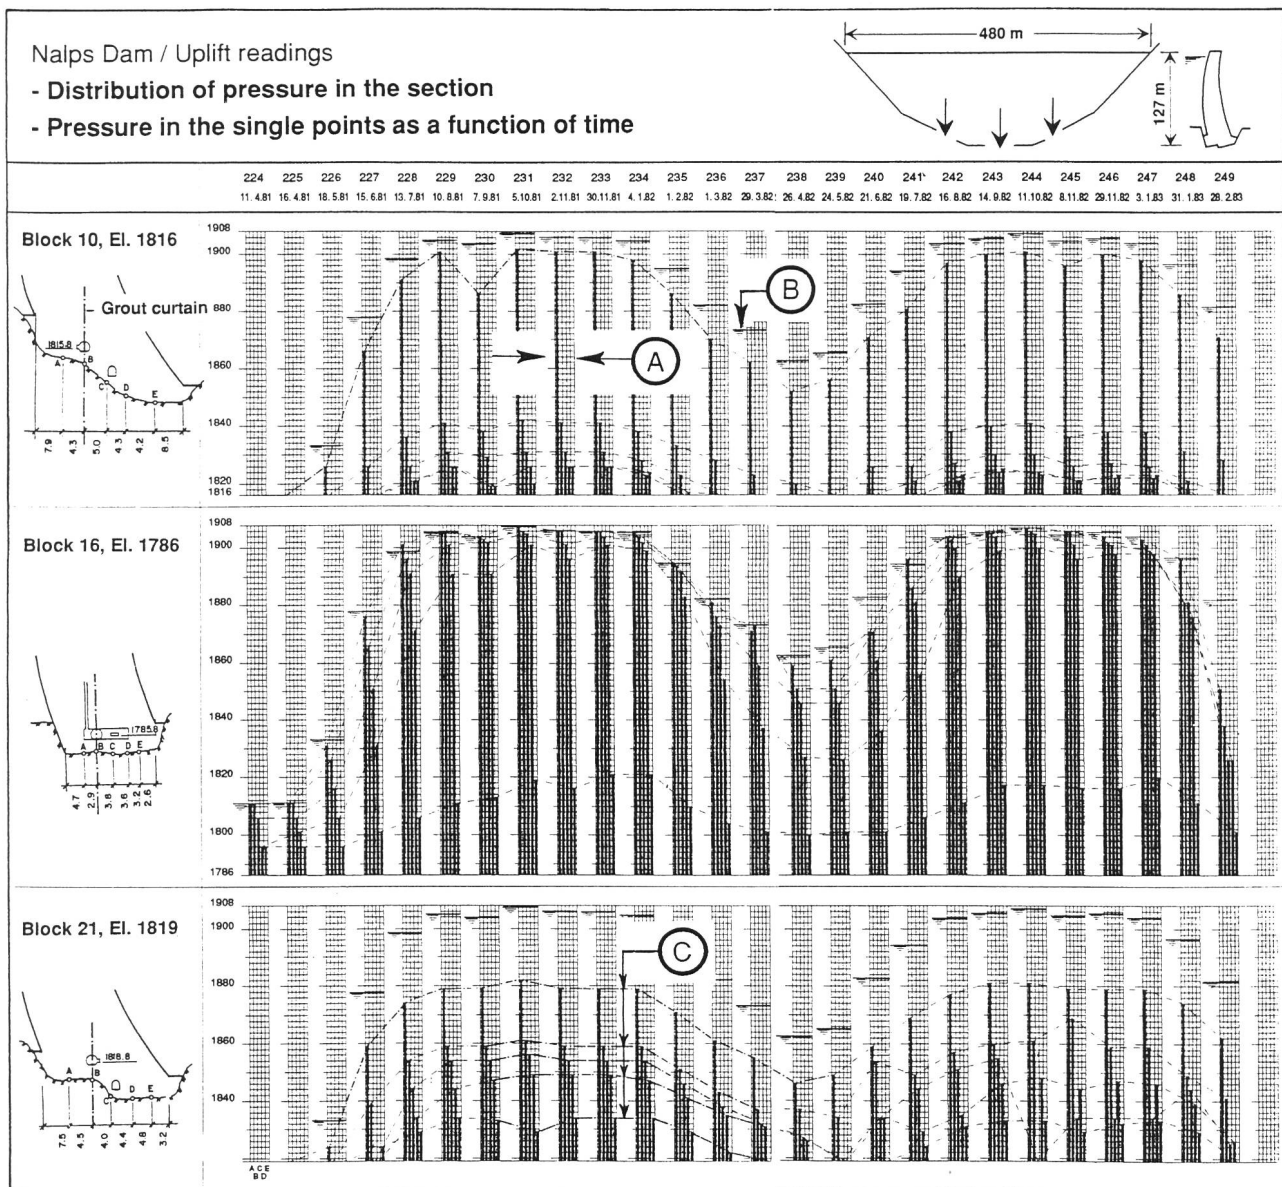 Nalps Dam / Uplift readings
- Distribution of pressure in the section
- Pressure in the single points as a function of time
480 m
127 m
224 225 226 227 228 229 230 231 232 233 234 235 236 237 238 239 240 241 242 243 244 245 246 247 248 249
11. 4.81 16. 4.81 18. 5.81 15. 6.81 13. 7.81 10. 8.81 7. 9.81 5.10.81 2.11.81 30.11.81 4. 1.82 1. 2.82 1. 3.82 29. 3.82 26. 4.82 24. 5.82 21. 6.82 19. 7.82 16. 8.82 14. 9.82 11.10.82 8.11.82 29.11.82 3. 1.83 31. 1.83 28. 2.83
Block 10, El. 1816
Grout curtain
1815.8
A B C D E
7.9 4.3 5.0 4.3 4.2 8.5
1908
1900
1880
1860
1840
1820
1816
B
A
Block 16, El. 1786
1785.8
A B C D E
4.7 2.9 3.8 3.6 3.2 2.6
1908
1900
1880
1860
1840
1820
1800
1786
Block 21, El. 1819
1818.8
A B C D E
7.5 4.5 4.0 4.4 4.8 3.2
1908
1900
1880
1860
1840
C
A C E
B D